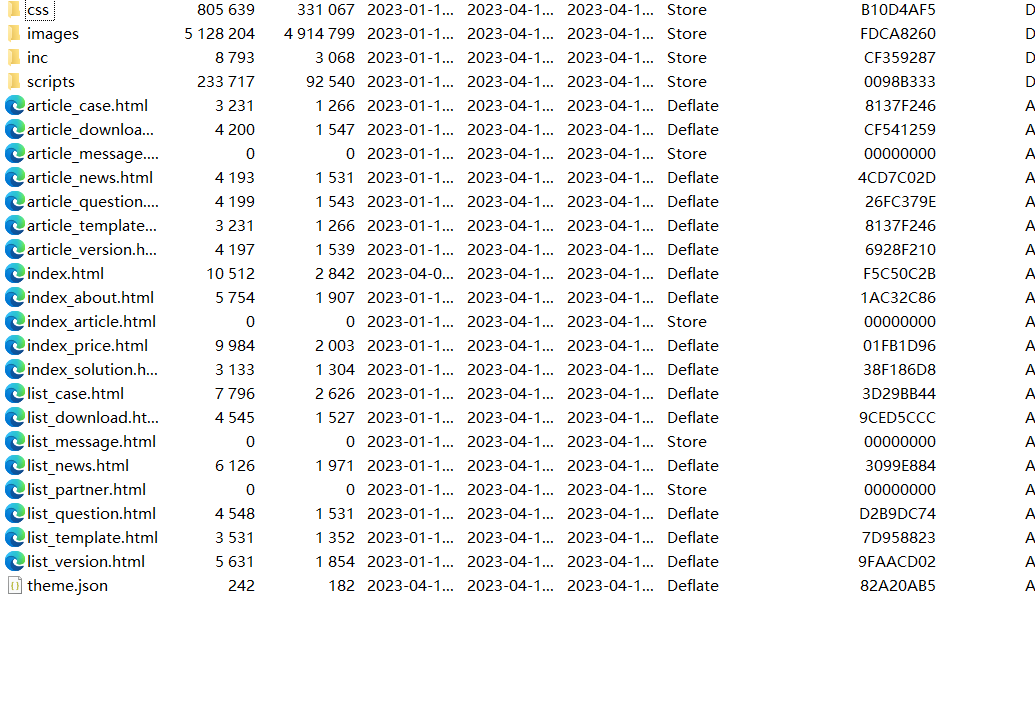 css 805 639 331 067 2023-01-1... 2023-04-1... 2023-04-1... Store B10D4AF5 D
images 5 128 204 4 914 799 2023-01-1... 2023-04-1... 2023-04-1... Store FDCA8260 D
inc 8 793 3 068 2023-01-1... 2023-04-1... 2023-04-1... Store CF359287 D
scripts 233 717 92 540 2023-01-1... 2023-04-1... 2023-04-1... Store 0098B333 D
article_case.html 3 231 1 266 2023-01-1... 2023-04-1... 2023-04-1... Deflate 8137F246 A
article_downloa... 4 200 1 547 2023-01-1... 2023-04-1... 2023-04-1... Deflate CF541259 A
article_message.... 0 0 2023-01-1... 2023-04-1... 2023-04-1... Store 00000000 A
article_news.html 4 193 1 531 2023-01-1... 2023-04-1... 2023-04-1... Deflate 4CD7C02D A
article_question.... 4 199 1 543 2023-01-1... 2023-04-1... 2023-04-1... Deflate 26FC379E A
article_template... 3 231 1 266 2023-01-1... 2023-04-1... 2023-04-1... Deflate 8137F246 A
article_version.h... 4 197 1 539 2023-01-1... 2023-04-1... 2023-04-1... Deflate 6928F210 A
index.html 10 512 2 842 2023-04-0... 2023-04-1... 2023-04-1... Deflate F5C50C2B A
index_about.html 5 754 1 907 2023-01-1... 2023-04-1... 2023-04-1... Deflate 1AC32C86 A
index_article.html 0 0 2023-01-1... 2023-04-1... 2023-04-1... Store 00000000 A
index_price.html 9 984 2 003 2023-01-1... 2023-04-1... 2023-04-1... Deflate 01FB1D96 A
index_solution.h... 3 133 1 304 2023-01-1... 2023-04-1... 2023-04-1... Deflate 38F186D8 A
list_case.html 7 796 2 626 2023-01-1... 2023-04-1... 2023-04-1... Deflate 3D29BB44 A
list_download.ht... 4 545 1 527 2023-01-1... 2023-04-1... 2023-04-1... Deflate 9CED5CCC A
list_message.html 0 0 2023-01-1... 2023-04-1... 2023-04-1... Store 00000000 A
list_news.html 6 126 1 971 2023-01-1... 2023-04-1... 2023-04-1... Deflate 3099E884 A
list_partner.html 0 0 2023-01-1... 2023-04-1... 2023-04-1... Store 00000000 A
list_question.html 4 548 1 531 2023-01-1... 2023-04-1... 2023-04-1... Deflate D2B9DC74 A
list_template.html 3 531 1 352 2023-01-1... 2023-04-1... 2023-04-1... Deflate 7D958823 A
list_version.html 5 631 1 854 2023-01-1... 2023-04-1... 2023-04-1... Deflate 9FAACD02 A
theme.json 242 182 2023-04-1... 2023-04-1... 2023-04-1... Deflate 82A20AB5 A